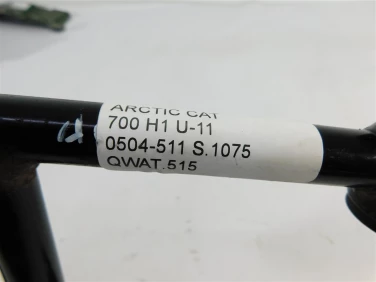 ARCTIC CAT
700 H1 U-11
0504-511 S.1075
QWAT.515